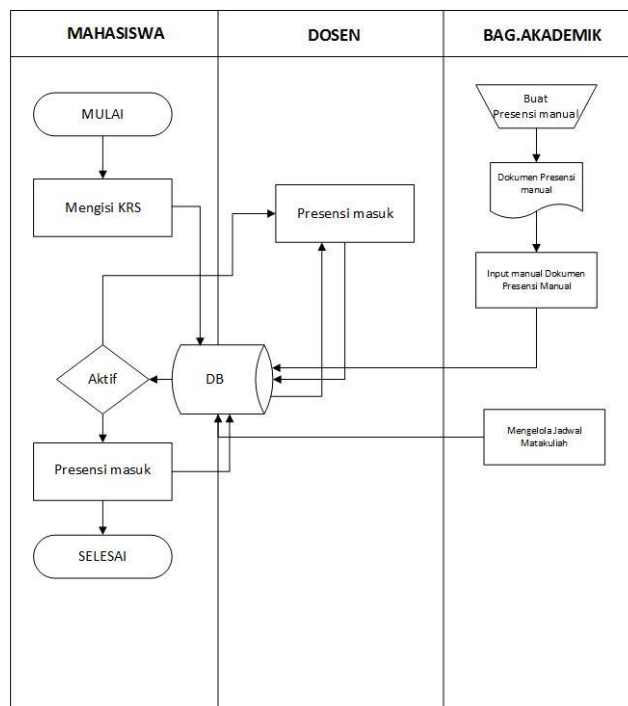 MAHASISWA
DOSEN
BAG.AKADEMIK
MULAI
Mengisi KRS
Aktif
Presensi masuk
SELESAI
DB
Presensi masuk
Buat
Presensi manual
Dokumen Presensi
manual
Input manual Dokumen
Presensi Manual
Mengelola Jadwal
Matakuliah